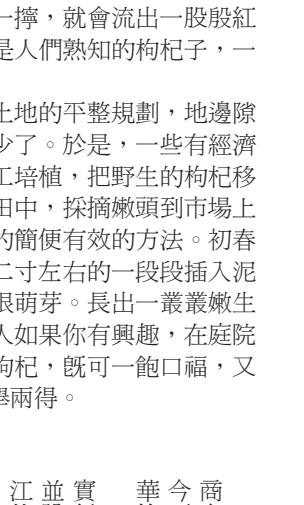 一擰，就會流出一股殷紅
是人們熟知的枸杞子，一
土地的平整規劃，地邊隙
少了。於是，一些有經濟
工培植，把野生的枸杞移
田中，採摘嫩頭到市場上
的簡便有效的方法。初春
二寸左右的一段段插入泥
根萌芽。長出一叢叢嫩生
人如果你有興趣，在庭院
枸杞，既可一飽口福，又
舉兩得。
江並實 華今商